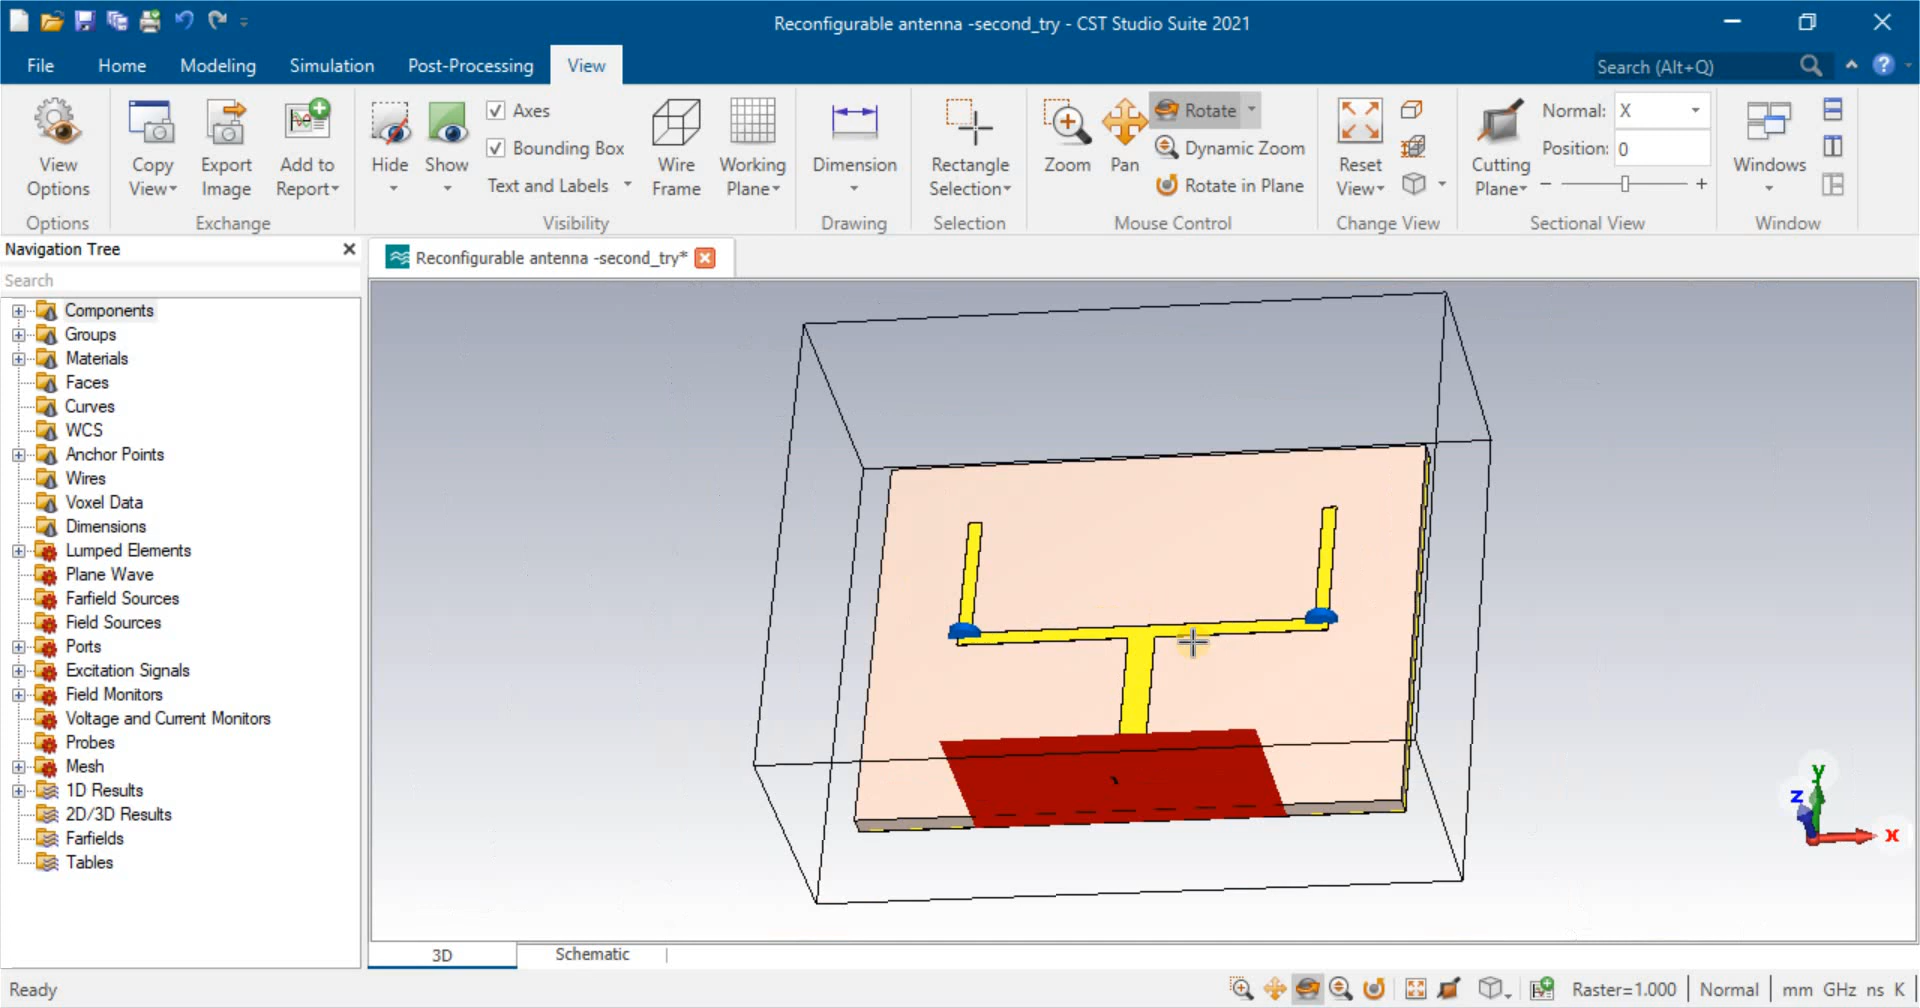 Reconfigurable antenna -second_try - CST Studio Suite 2021
File Home Modeling Simulation Post-Processing View Search (Alt+Q)
View Options
Options
Copy View
Export Image
Add to Report
Exchange
Hide
Show
Axes
Bounding Box
Text and Labels
Wire Frame
Working Plane
Visibility
Dimension
Drawing
Rectangle Selection
Selection
Zoom
Pan
Rotate
Dynamic Zoom
Rotate in Plane
Mouse Control
Reset View
Change View
Cutting Plane
Normal: X
Position: 0
Sectional View
Windows
Window
Navigation Tree
Search
Components
Groups
Materials
Faces
Curves
WCS
Anchor Points
Wires
Voxel Data
Dimensions
Lumped Elements
Plane Wave
Farfield Sources
Field Sources
Ports
Excitation Signals
Field Monitors
Voltage and Current Monitors
Probes
Mesh
1D Results
2D/3D Results
Farfields
Tables
Reconfigurable antenna -second_try*
y
z
x
3D Schematic
Ready
Raster=1.000 Normal mm GHz ns K